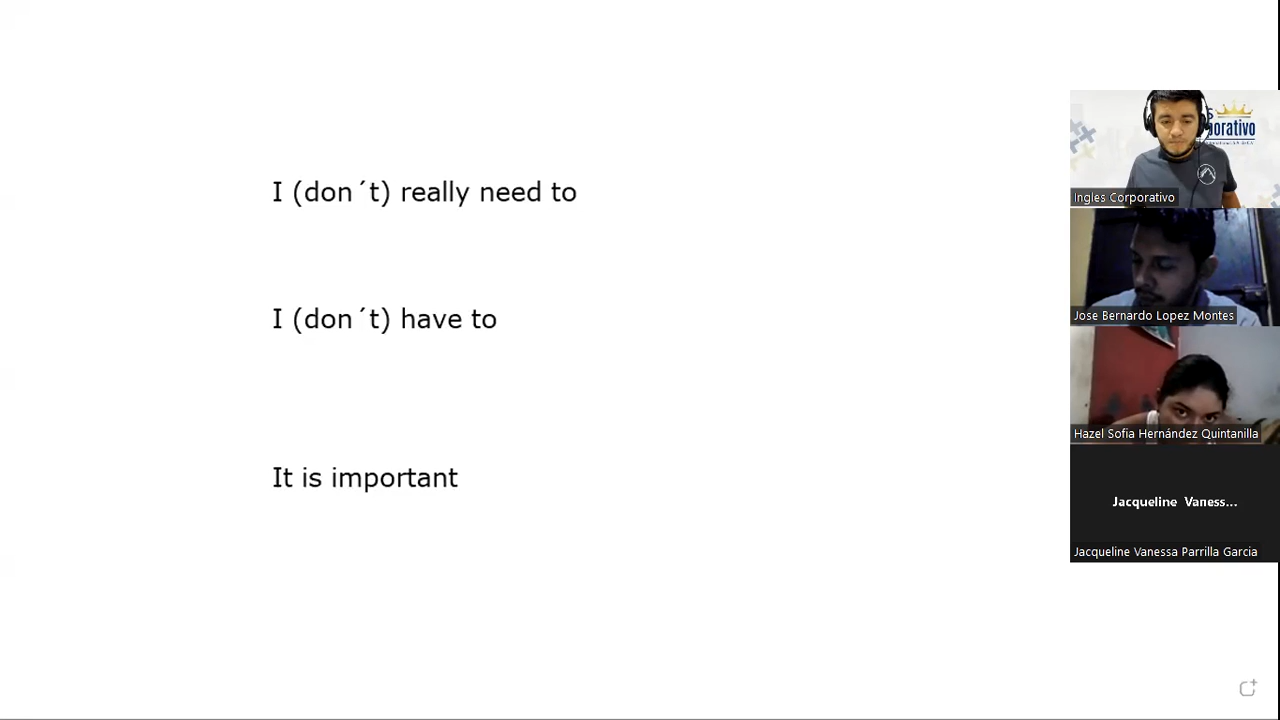 I (don´t) really need to
I (don´t) have to
It is important
orativo
Ingles Corporativo
Jose Bernardo Lopez Montes
Hazel Sofia Hernández Quintanilla
Jacqueline Vaness...
Jacqueline Vanessa Parrilla Garcia